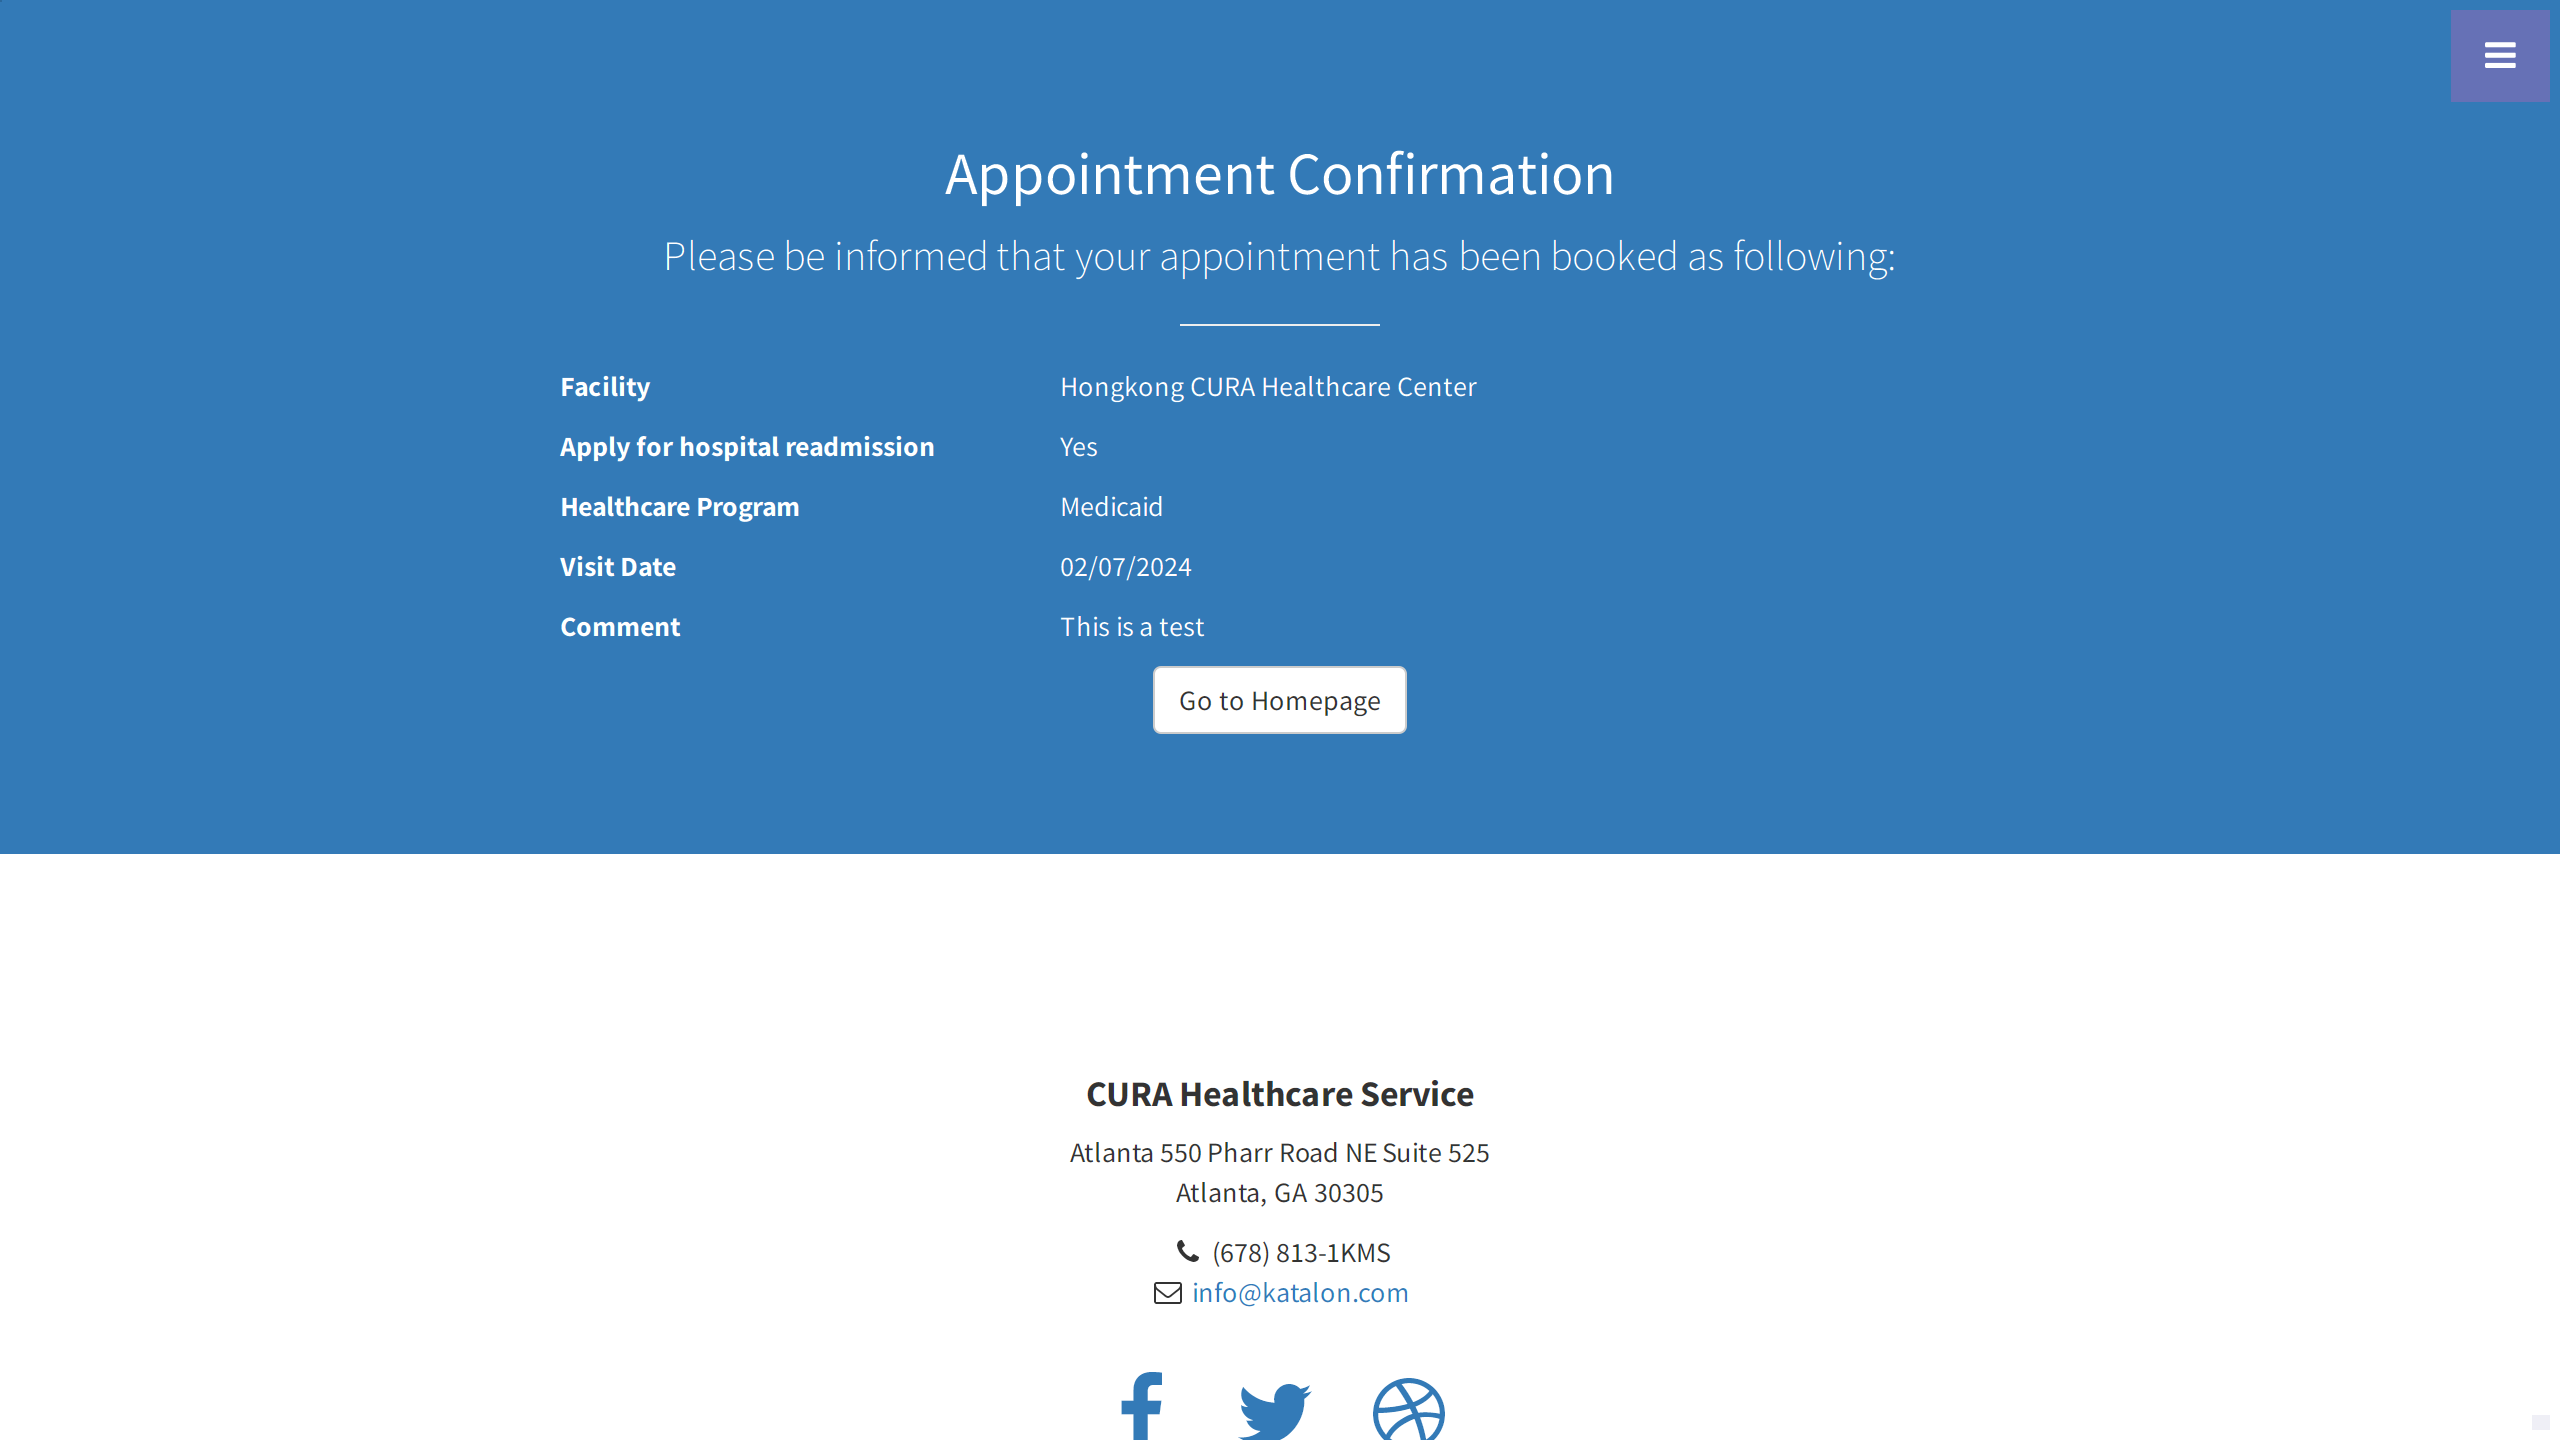 Appointment Confirmation
Please be informed that your appointment has been booked as following:
Facility Hongkong CURA Healthcare Center
Apply for hospital readmission Yes
Healthcare Program Medicaid
Visit Date 02/07/2024
Comment This is a test
Go to Homepage
CURA Healthcare Service
Atlanta 550 Pharr Road NE Suite 525
Atlanta, GA 30305
(678) 813-1KMS
info@katalon.com